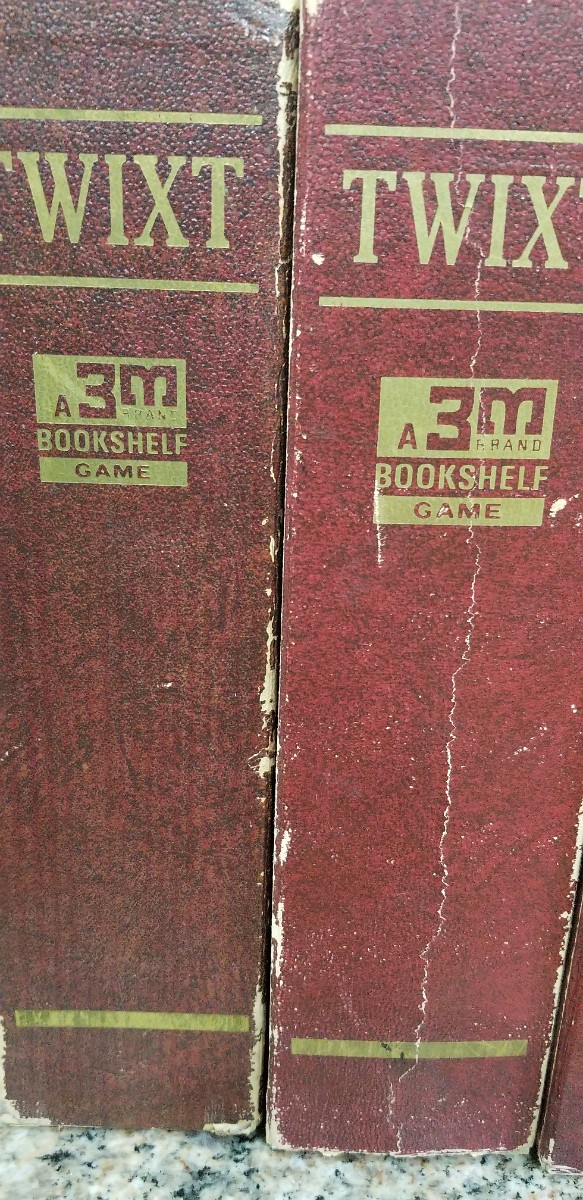 TWIXT
A 3M
BRAND
BOOKSHELF
GAME
TWIXT
A 3M
BRAND
BOOKSHELF
GAME